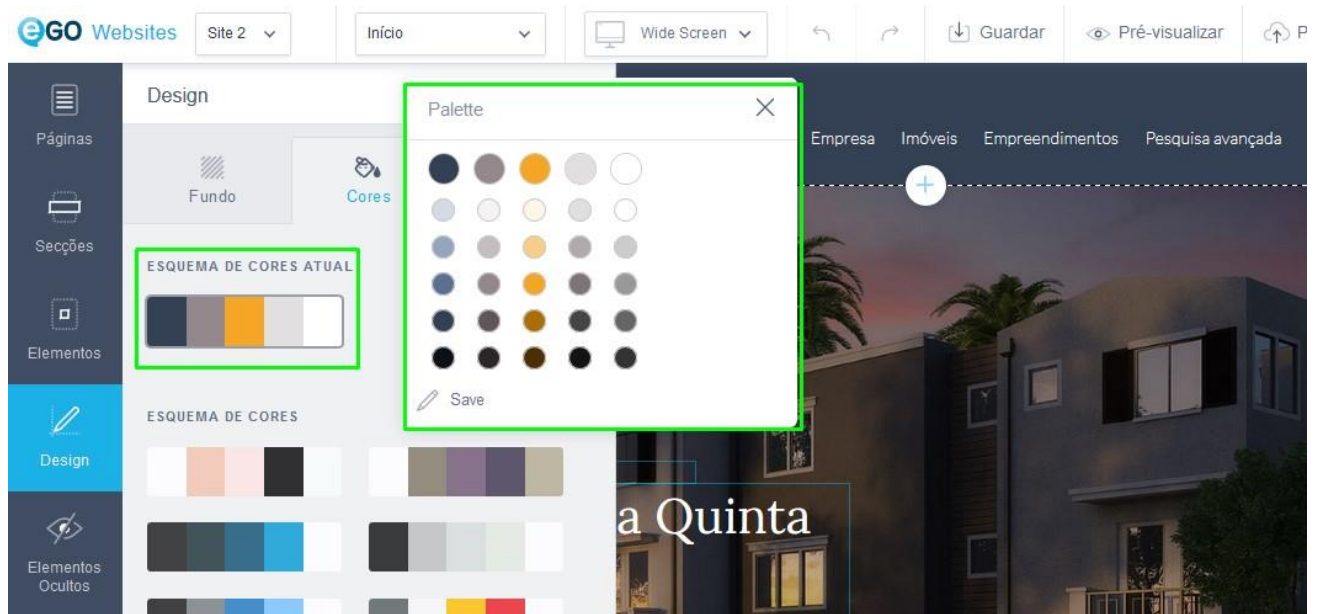 eGO Websites
Site 2
Início
Wide Screen
Guardar
Pré-visualizar
P
Páginas
Secções
Elementos
Design
Elementos
Ocultos
Design
Fundo
Cores
ESQUEMA DE CORES ATUAL
ESQUEMA DE CORES
Palette
Save
Empresa Imóveis Empreendimentos Pesquisa avançada
a Quinta